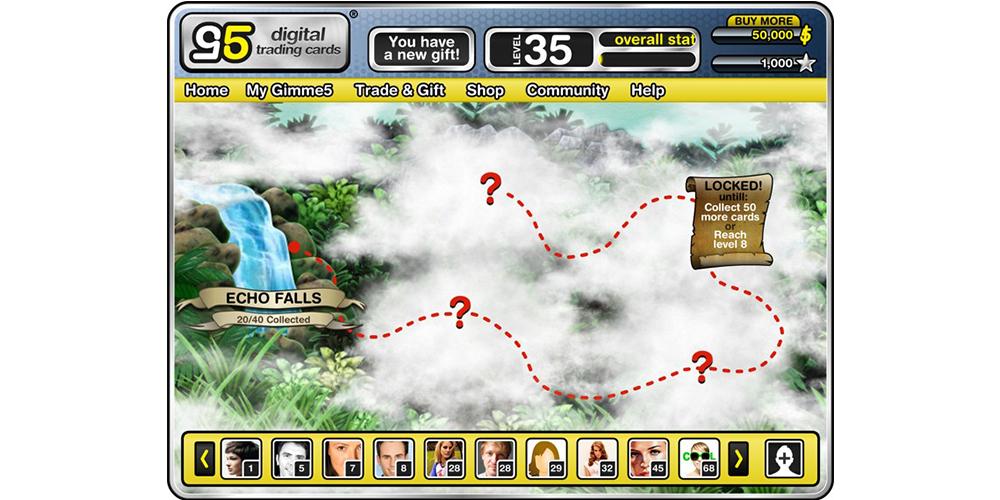 g5 digital
trading cards
®
You have
a new gift!
LEVEL 35
overall stat
BUY MORE
50,000
1,000
Home My Gimme5 Trade & Gift Shop Community Help
?
LOCKED!
untill:
Collect 50
more cards
or
Reach
level 8
ECHO FALLS
20/40 Collected
?
?
1 5 7 8 28 28 29 32 45 68